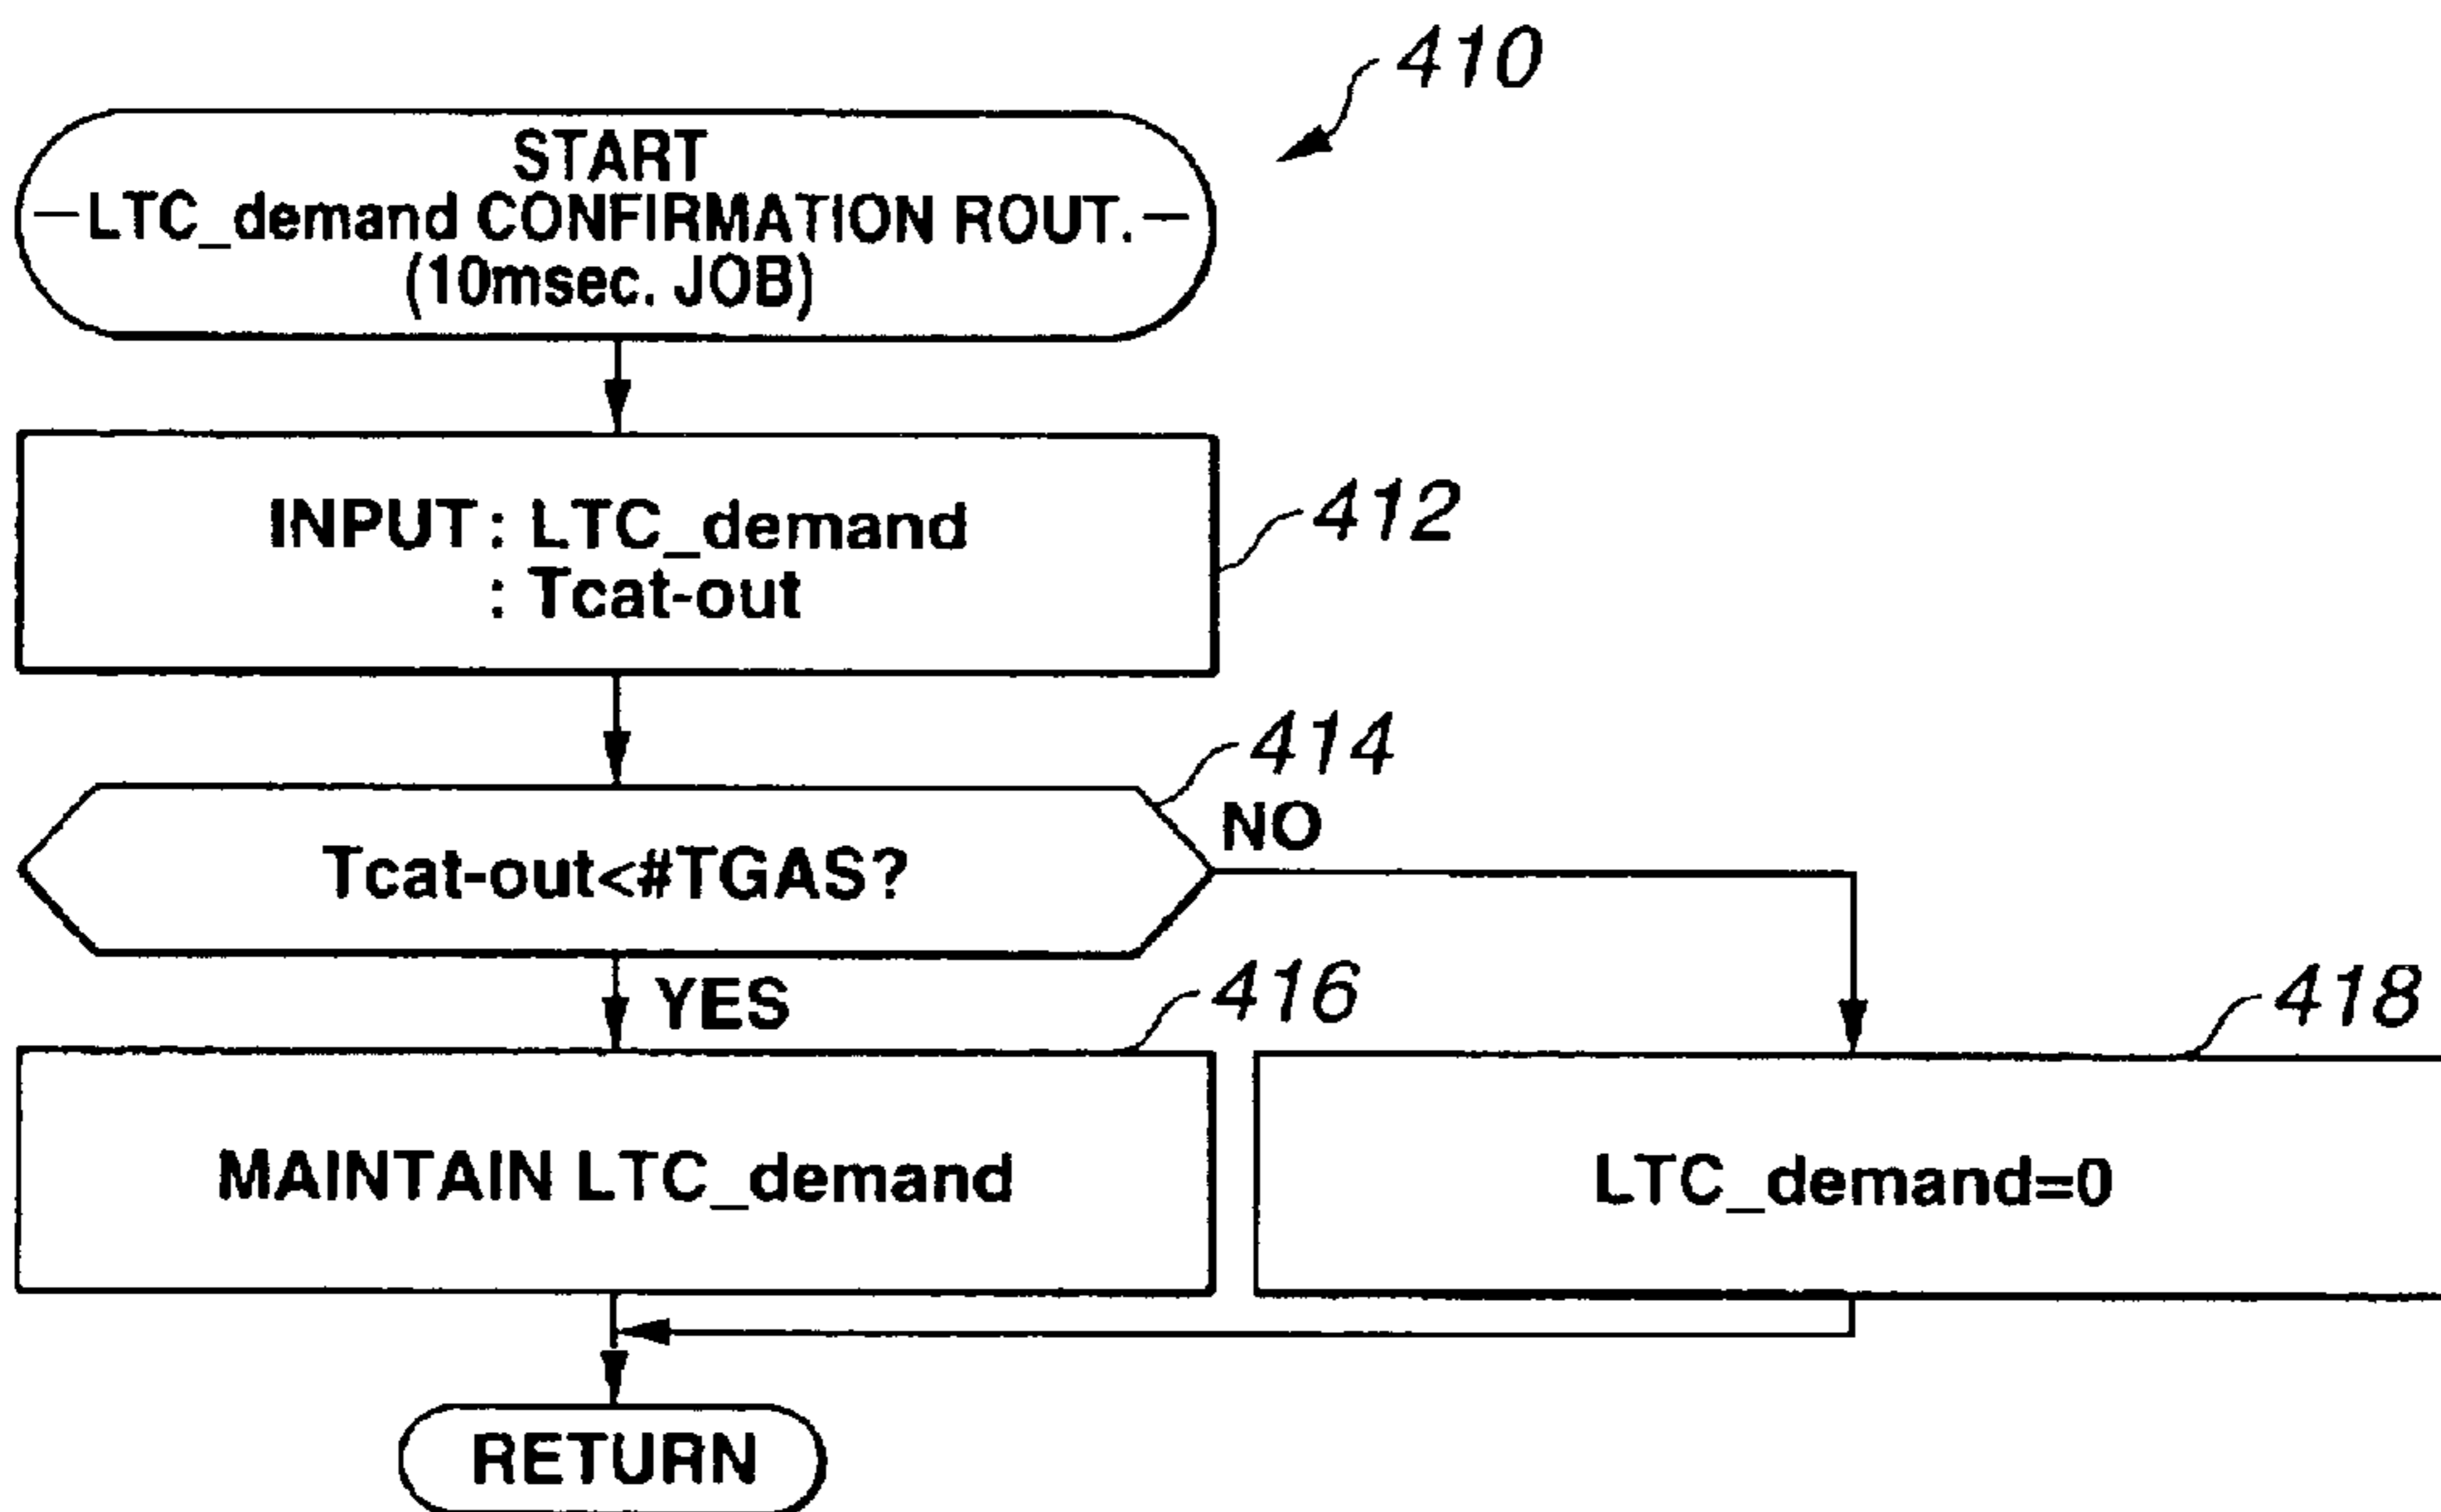 410
START
—LTC_demand CONFIRMATION ROUT.—
(10msec. JOB)
INPUT : LTC_demand
: Tcat-out
412
414
Tcat-out<#TGAS?
NO
YES
416
418
MAINTAIN LTC_demand
LTC_demand=0
RETURN